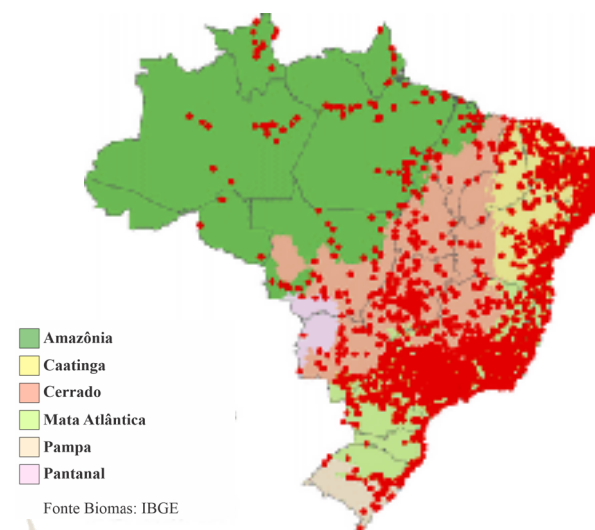 Amazônia
Caatinga
Cerrado
Mata Atlântica
Pampa
Pantanal
Fonte Biomas: IBGE